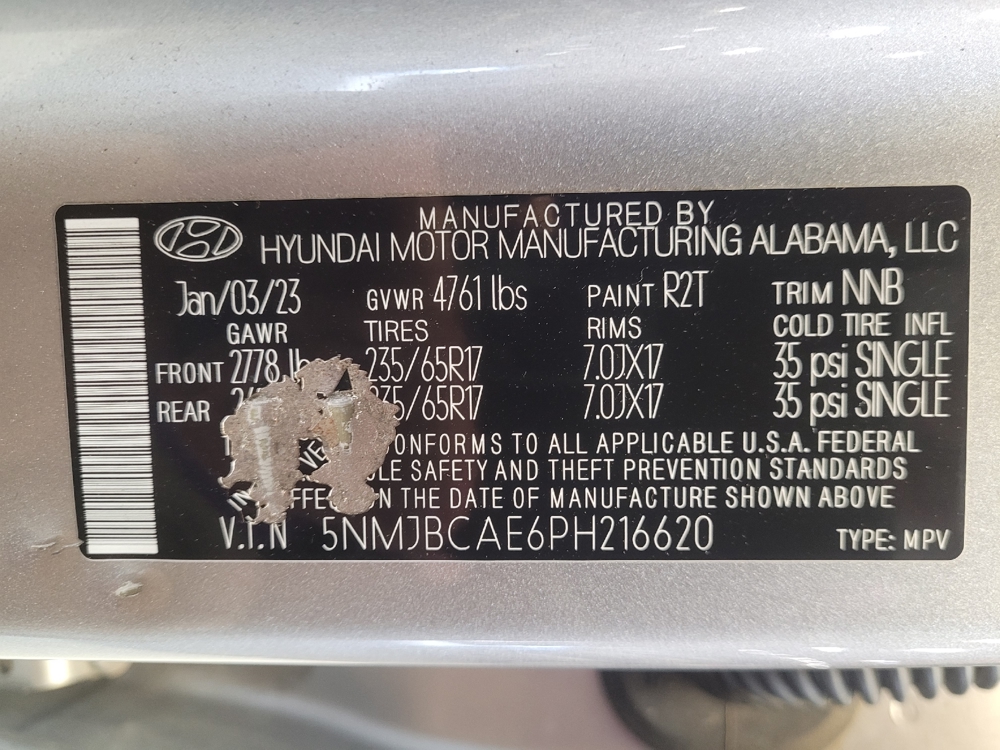 MANUFACTURED BY
HYUNDAI MOTOR MANUFACTURING ALABAMA, LLC
Jan/03/23 GVWR 4761 lbs PAINT R2T TRIM NNB
GAWR TIRES RIMS COLD TIRE INFL
FRONT 2778 235/65R17 7.0JX17 35 psi SINGLE
REAR 7.0JX17 35 psi SINGLE
TO ALL APPLICABLE U.S.A. FEDERAL
SAFETY AND THEFT PREVENTION STANDARDS
IN THE DATE OF MANUFACTURE SHOWN ABOVE
V.I.N 5NMJBCAE6PH216620 TYPE: MPV